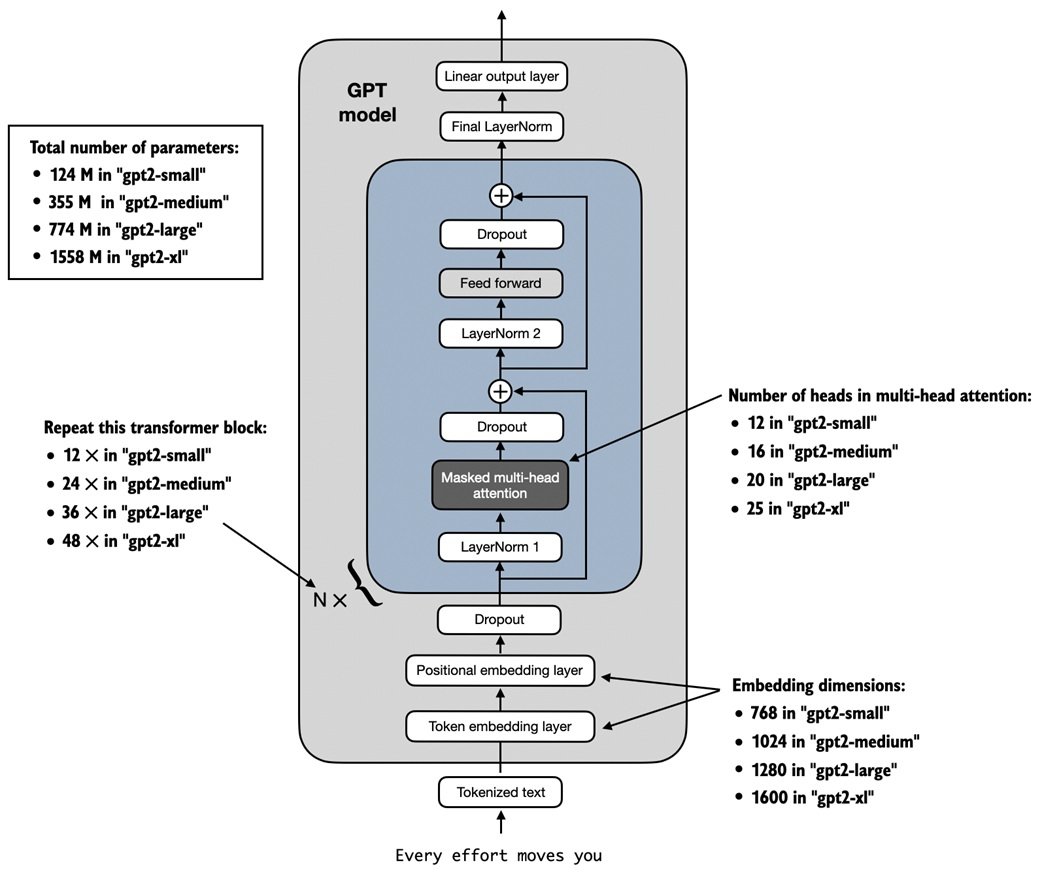 Linear output layer
GPT
model
Final LayerNorm
Total number of parameters:
• 124 M in "gpt2-small"
• 355 M in "gpt2-medium"
• 774 M in "gpt2-large"
• 1558 M in "gpt2-xl"
+
Dropout
Feed forward
LayerNorm 2
+
Dropout
Masked multi-head
attention
LayerNorm 1
Number of heads in multi-head attention:
• 12 in "gpt2-small"
• 16 in "gpt2-medium"
• 20 in "gpt2-large"
• 25 in "gpt2-xl"
Repeat this transformer block:
• 12 × in "gpt2-small"
• 24 × in "gpt2-medium"
• 36 × in "gpt2-large"
• 48 × in "gpt2-xl"
N × {
Dropout
Positional embedding layer
Token embedding layer
Embedding dimensions:
• 768 in "gpt2-small"
• 1024 in "gpt2-medium"
• 1280 in "gpt2-large"
• 1600 in "gpt2-xl"
Tokenized text
Every effort moves you